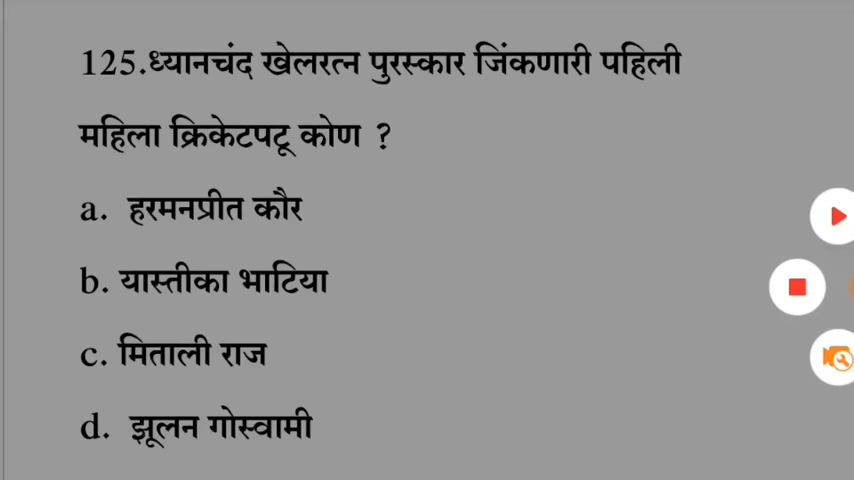 125.ध्यानचंद खेलरत्न पुरस्कार जिंकणारी पहिली
महिला क्रिकेटपटू कोण ?
a. हरमनप्रीत कौर
b. यास्तीका भाटिया
c. मिताली राज
d. झूलन गोस्वामी